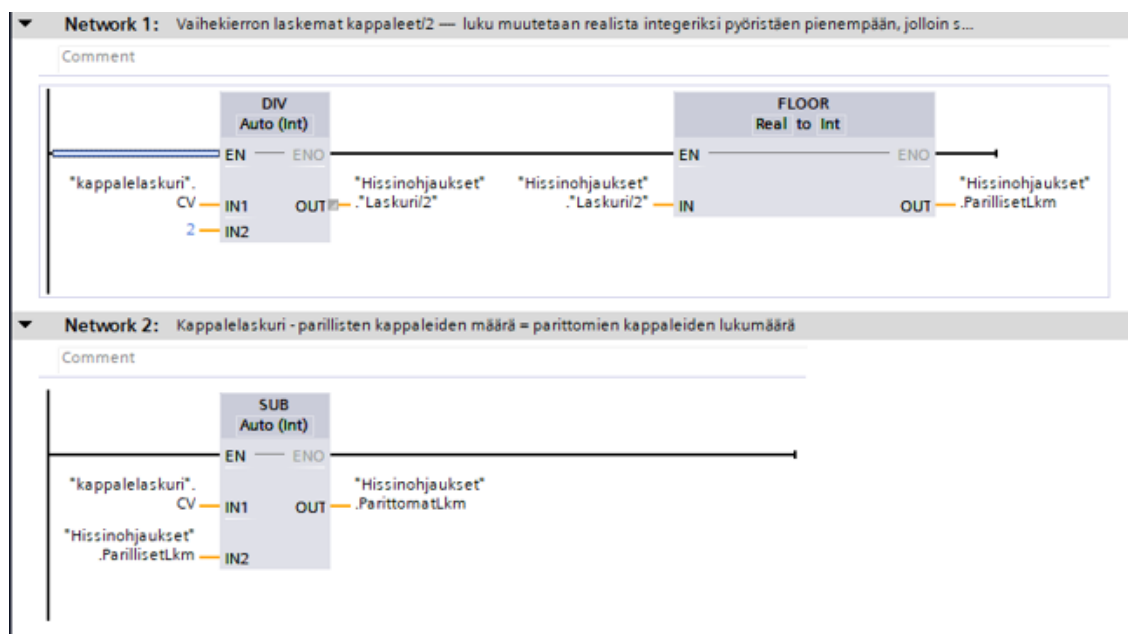 Network 1: Vaihekierron laskemat kappaleet/2 — luku muutetaan realista integeriksi pyöristäen pienempään, jolloin s...
Comment
DIV
Auto (Int)
EN ENO
"kappalelaskuri".
CV IN1 OUT
"Hissinohjaukset"
."Laskuri/2"
2 IN2
FLOOR
Real to Int
EN ENO
"Hissinohjaukset"
."Laskuri/2" IN OUT
"Hissinohjaukset"
.ParillisetLkm
Network 2: Kappalelaskuri - parillisten kappaleiden määrä = parittomien kappaleiden lukumäärä
Comment
SUB
Auto (Int)
EN ENO
"kappalelaskuri".
CV IN1 OUT
"Hissinohjaukset"
.ParittomatLkm
"Hissinohjaukset"
.ParillisetLkm IN2